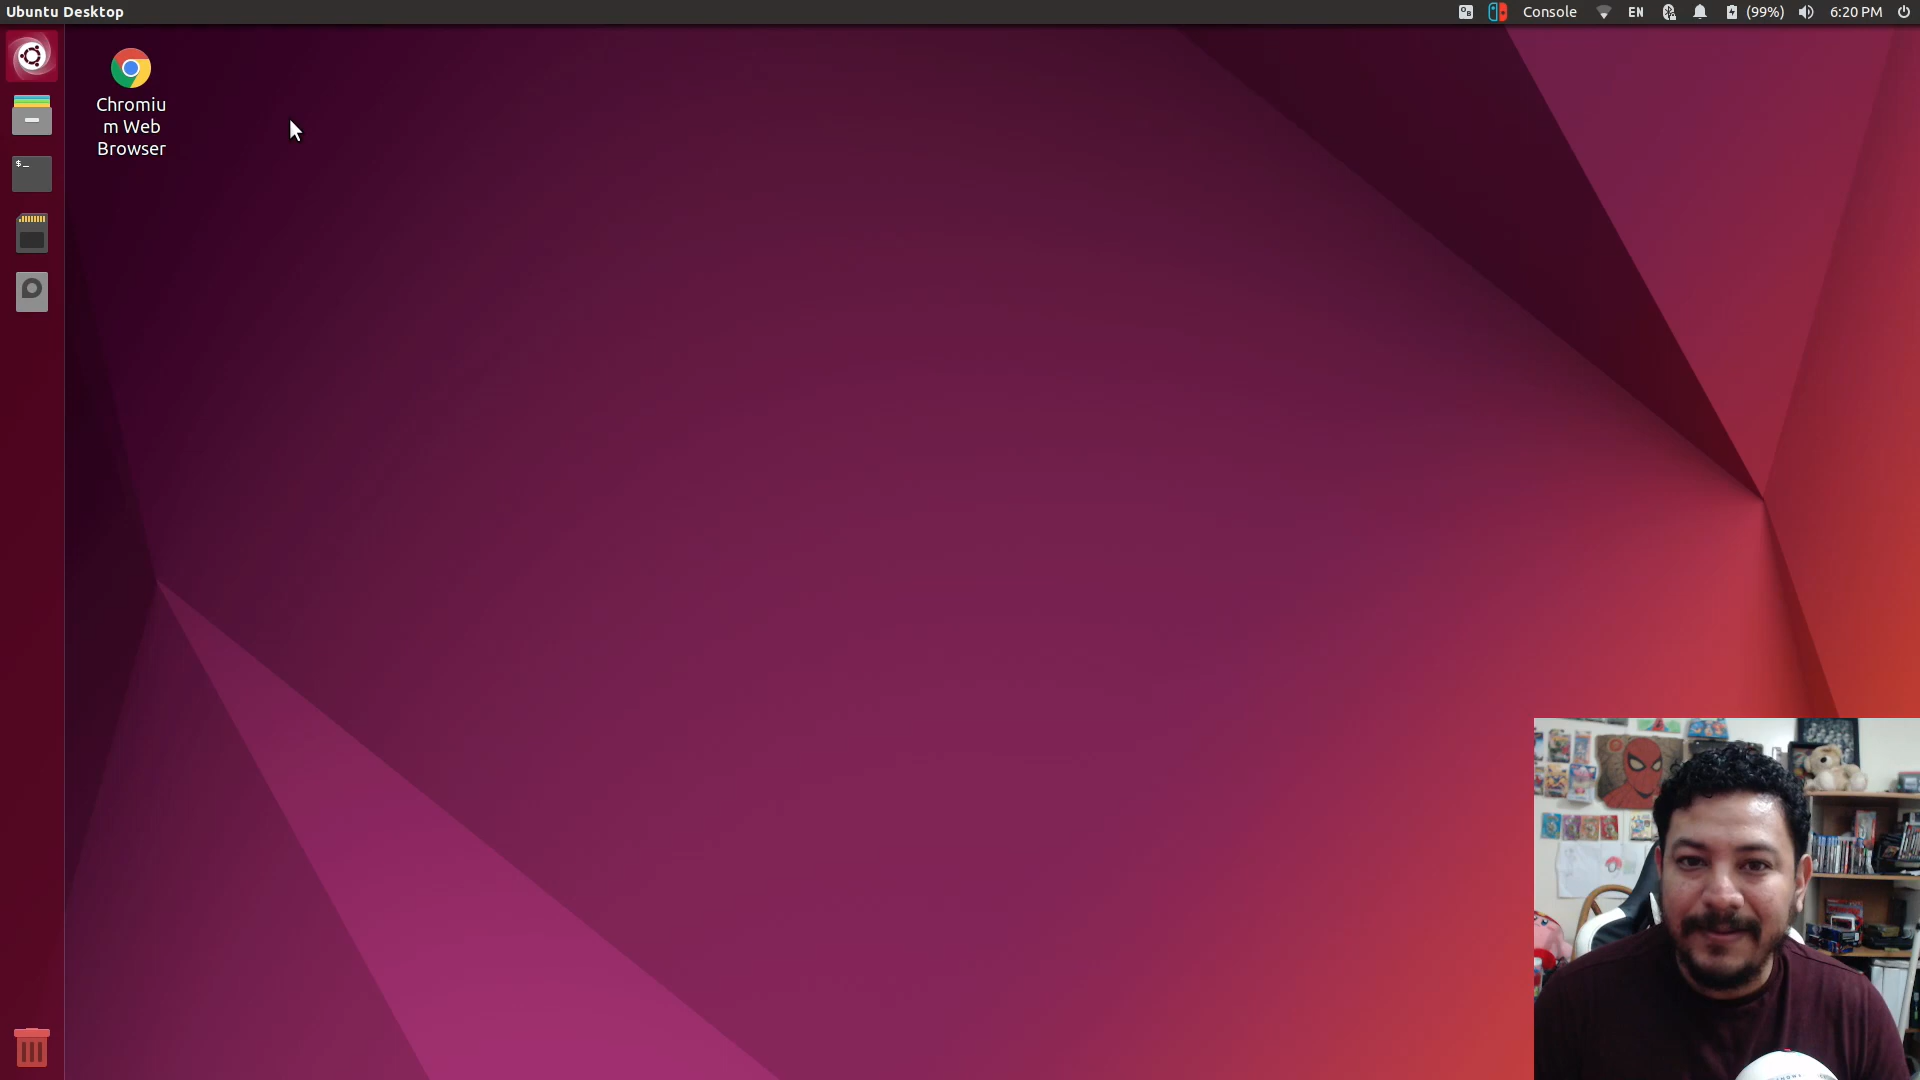 Ubuntu Desktop
Console
EN
(99%)
6:20 PM
Chromiu
m Web
Browser
$_